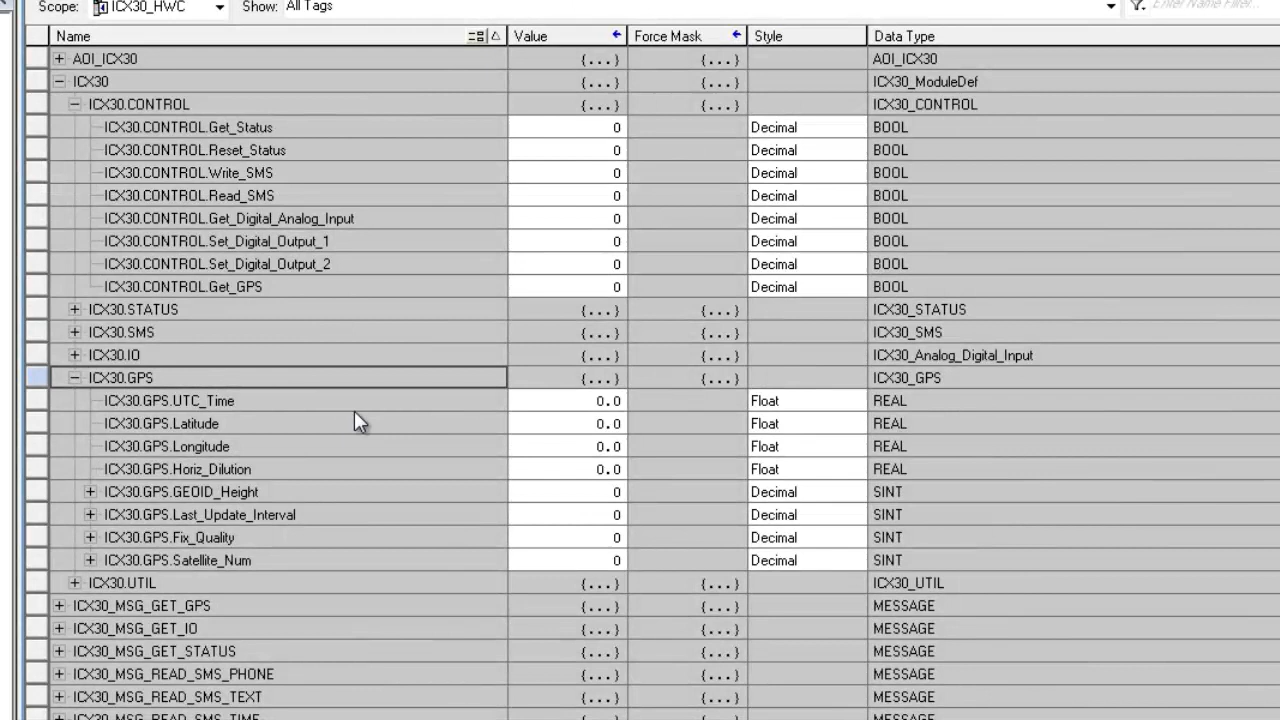 Scope: ICX30_HWC Show: All Tags Enter Name Filter...
Name Value Force Mask Style Data Type
AOI_ICX30 {...} {...} AOI_ICX30
ICX30 {...} {...} ICX30_ModuleDef
ICX30.CONTROL {...} {...} ICX30_CONTROL
ICX30.CONTROL.Get_Status 0 Decimal BOOL
ICX30.CONTROL.Reset_Status 0 Decimal BOOL
ICX30.CONTROL.Write_SMS 0 Decimal BOOL
ICX30.CONTROL.Read_SMS 0 Decimal BOOL
ICX30.CONTROL.Get_Digital_Analog_Input 0 Decimal BOOL
ICX30.CONTROL.Set_Digital_Output_1 0 Decimal BOOL
ICX30.CONTROL.Set_Digital_Output_2 0 Decimal BOOL
ICX30.CONTROL.Get_GPS 0 Decimal BOOL
ICX30.STATUS {...} {...} ICX30_STATUS
ICX30.SMS {...} {...} ICX30_SMS
ICX30.IO {...} {...} ICX30_Analog_Digital_Input
ICX30.GPS {...} {...} ICX30_GPS
ICX30.GPS.UTC_Time 0.0 Float REAL
ICX30.GPS.Latitude 0.0 Float REAL
ICX30.GPS.Longitude 0.0 Float REAL
ICX30.GPS.Horiz_Dilution 0.0 Float REAL
ICX30.GPS.GEOID_Height 0 Decimal SINT
ICX30.GPS.Last_Update_Interval 0 Decimal SINT
ICX30.GPS.Fix_Quality 0 Decimal SINT
ICX30.GPS.Satellite_Num 0 Decimal SINT
ICX30.UTIL {...} {...} ICX30_UTIL
ICX30_MSG_GET_GPS {...} {...} MESSAGE
ICX30_MSG_GET_IO {...} {...} MESSAGE
ICX30_MSG_GET_STATUS {...} {...} MESSAGE
ICX30_MSG_READ_SMS_PHONE {...} {...} MESSAGE
ICX30_MSG_READ_SMS_TEXT {...} {...} MESSAGE
ICX30_MSG_READ_SMS_TIME {...} {...} MESSAGE